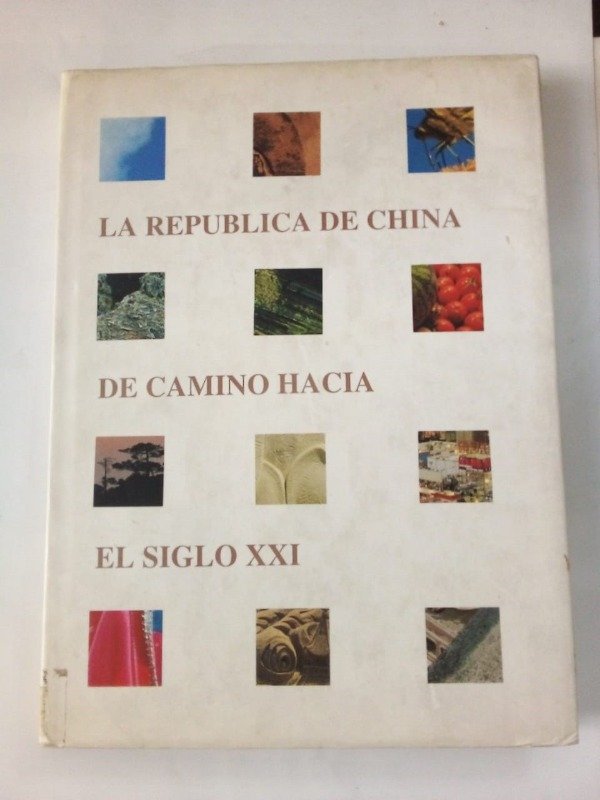 LA REPUBLICA DE CHINA
DE CAMINO HACIA
EL SIGLO XXI